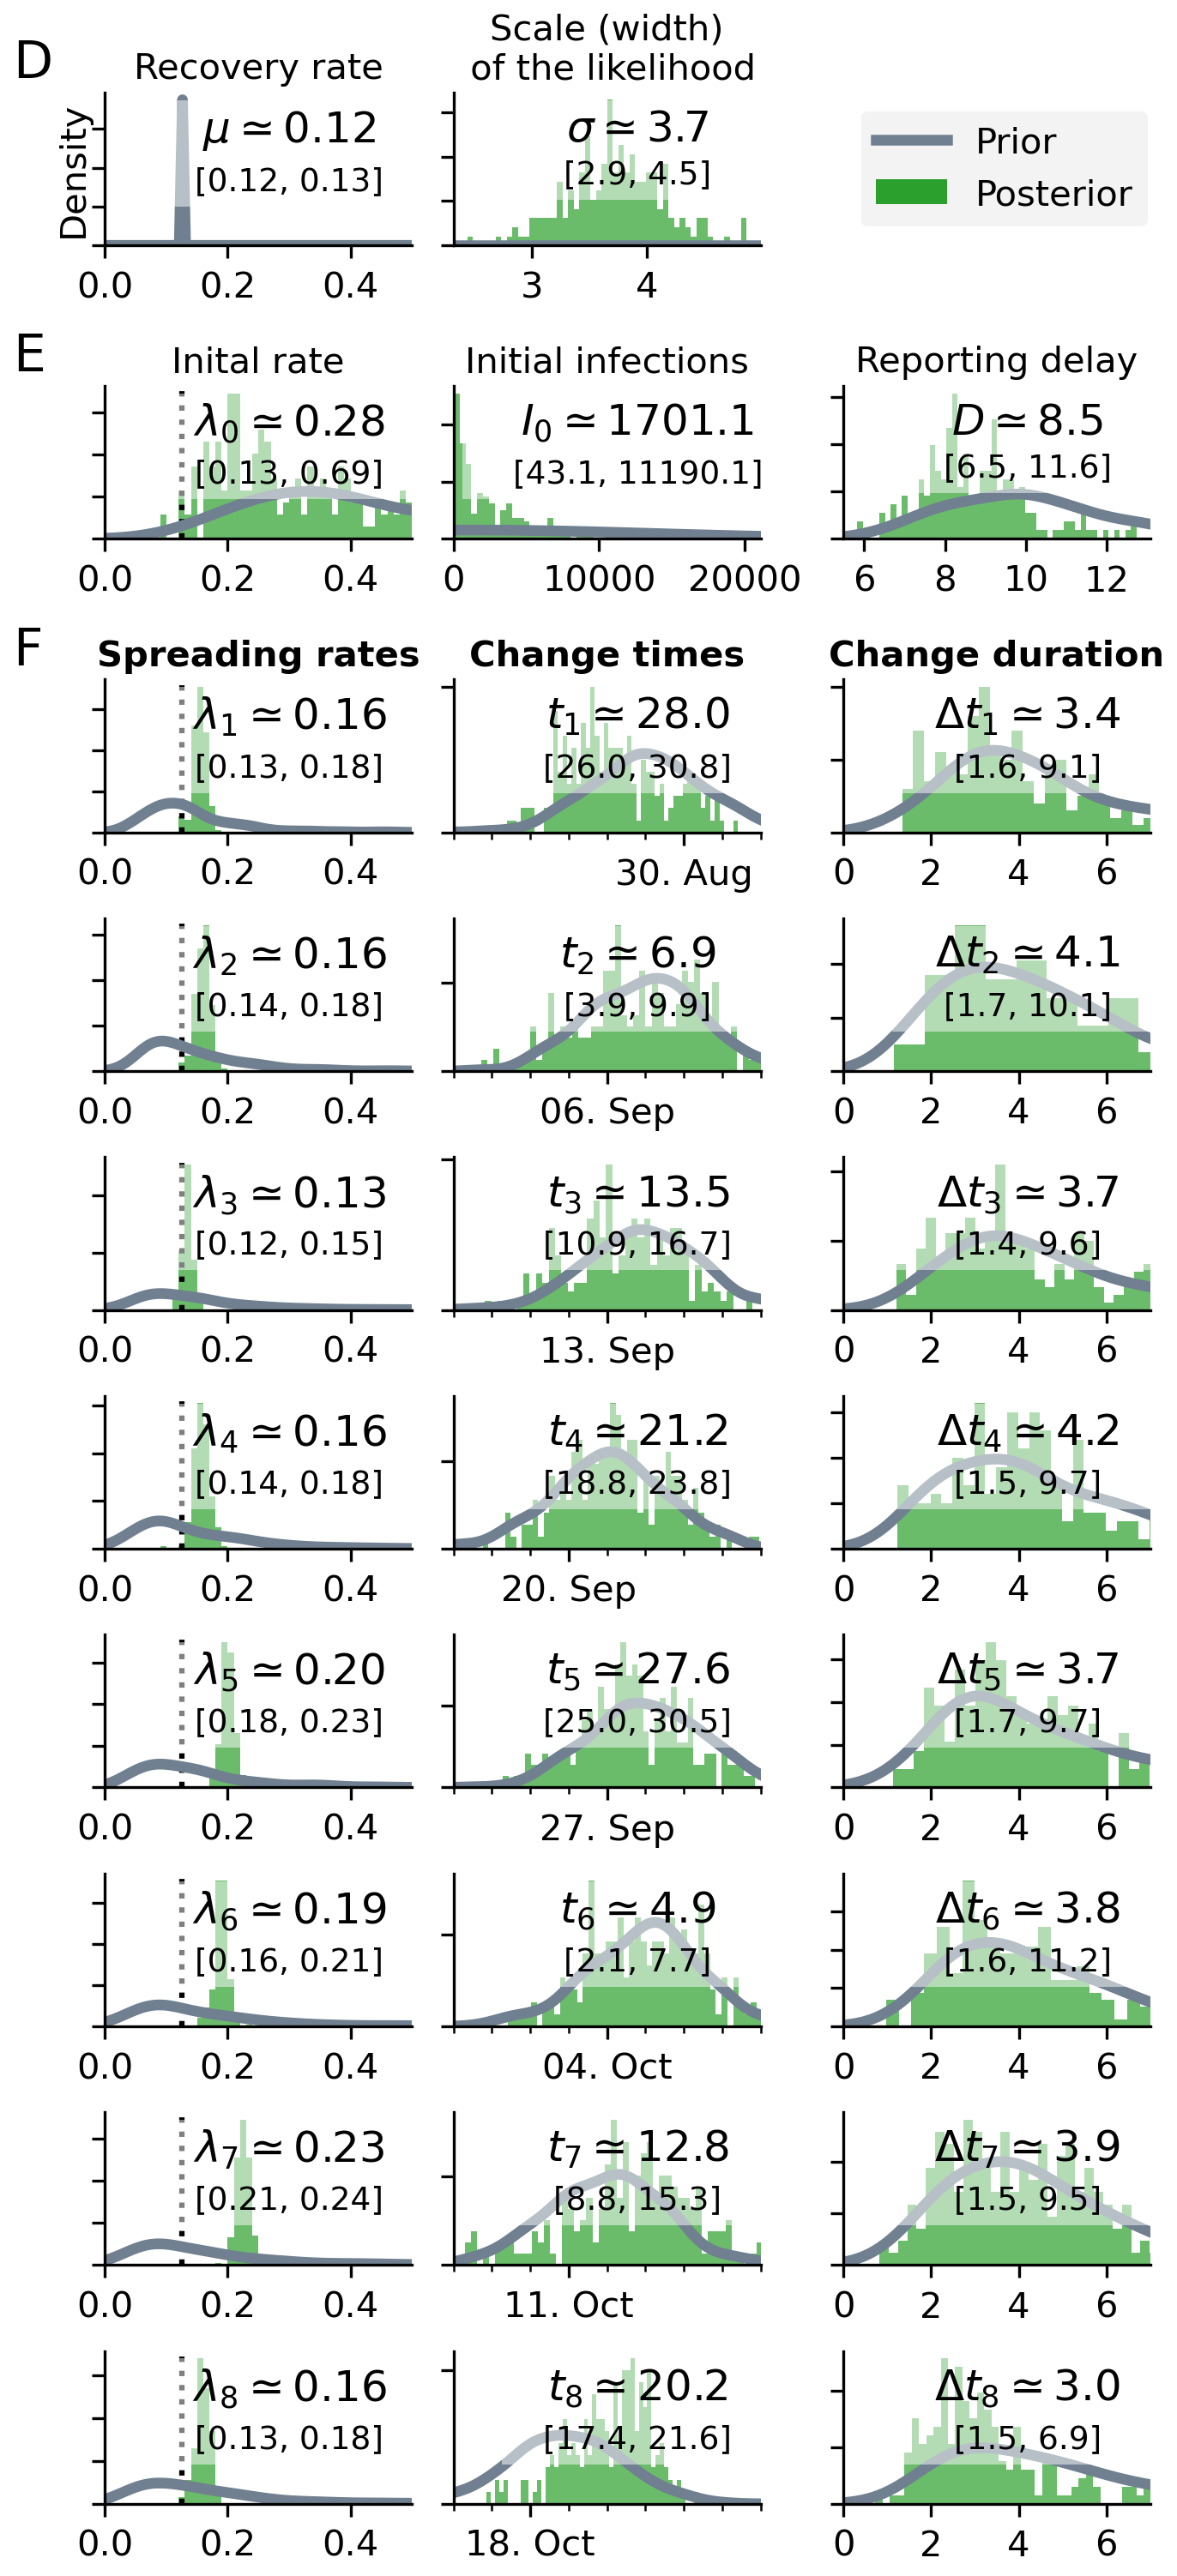 D
Recovery rate
Scale (width)
of the likelihood
Density
μ ≃ 0.12
[0.12, 0.13]
0.0 0.2 0.4
σ ≃ 3.7
[2.9, 4.5]
3 4
Prior
Posterior
E
Inital rate
λ0 ≃ 0.28
[0.13, 0.69]
0.0 0.2 0.4
Initial infections
I0 ≃ 1701.1
[43.1, 11190.1]
0 10000 20000
Reporting delay
D ≃ 8.5
[6.5, 11.6]
6 8 10 12
F
Spreading rates
Change times
Change duration
λ1 ≃ 0.16
[0.13, 0.18]
0.0 0.2 0.4
t1 ≃ 28.0
[26.0, 30.8]
30. Aug
Δt1 ≃ 3.4
[1.6, 9.1]
0 2 4 6
λ2 ≃ 0.16
[0.14, 0.18]
0.0 0.2 0.4
t2 ≃ 6.9
[3.9, 9.9]
06. Sep
Δt2 ≃ 4.1
[1.7, 10.1]
0 2 4 6
λ3 ≃ 0.13
[0.12, 0.15]
0.0 0.2 0.4
t3 ≃ 13.5
[10.9, 16.7]
13. Sep
Δt3 ≃ 3.7
[1.4, 9.6]
0 2 4 6
λ4 ≃ 0.16
[0.14, 0.18]
0.0 0.2 0.4
t4 ≃ 21.2
[18.8, 23.8]
20. Sep
Δt4 ≃ 4.2
[1.5, 9.7]
0 2 4 6
λ5 ≃ 0.20
[0.18, 0.23]
0.0 0.2 0.4
t5 ≃ 27.6
[25.0, 30.5]
27. Sep
Δt5 ≃ 3.7
[1.7, 9.7]
0 2 4 6
λ6 ≃ 0.19
[0.16, 0.21]
0.0 0.2 0.4
t6 ≃ 4.9
[2.1, 7.7]
04. Oct
Δt6 ≃ 3.8
[1.6, 11.2]
0 2 4 6
λ7 ≃ 0.23
[0.21, 0.24]
0.0 0.2 0.4
t7 ≃ 12.8
[8.8, 15.3]
11. Oct
Δt7 ≃ 3.9
[1.5, 9.5]
0 2 4 6
λ8 ≃ 0.16
[0.13, 0.18]
0.0 0.2 0.4
t8 ≃ 20.2
[17.4, 21.6]
18. Oct
Δt8 ≃ 3.0
[1.5, 6.9]
0 2 4 6